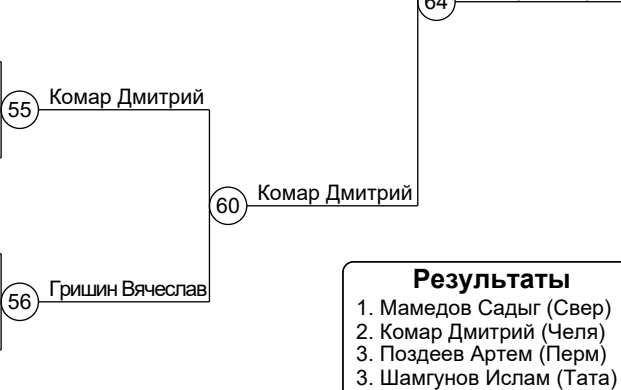 64
Комар Дмитрий
55
Комар Дмитрий
60
Гришин Вячеслав
56
Результаты
1. Мамедов Садыг (Свер)
2. Комар Дмитрий (Челя)
3. Поздеев Артем (Перм)
3. Шамгунов Ислам (Тата)